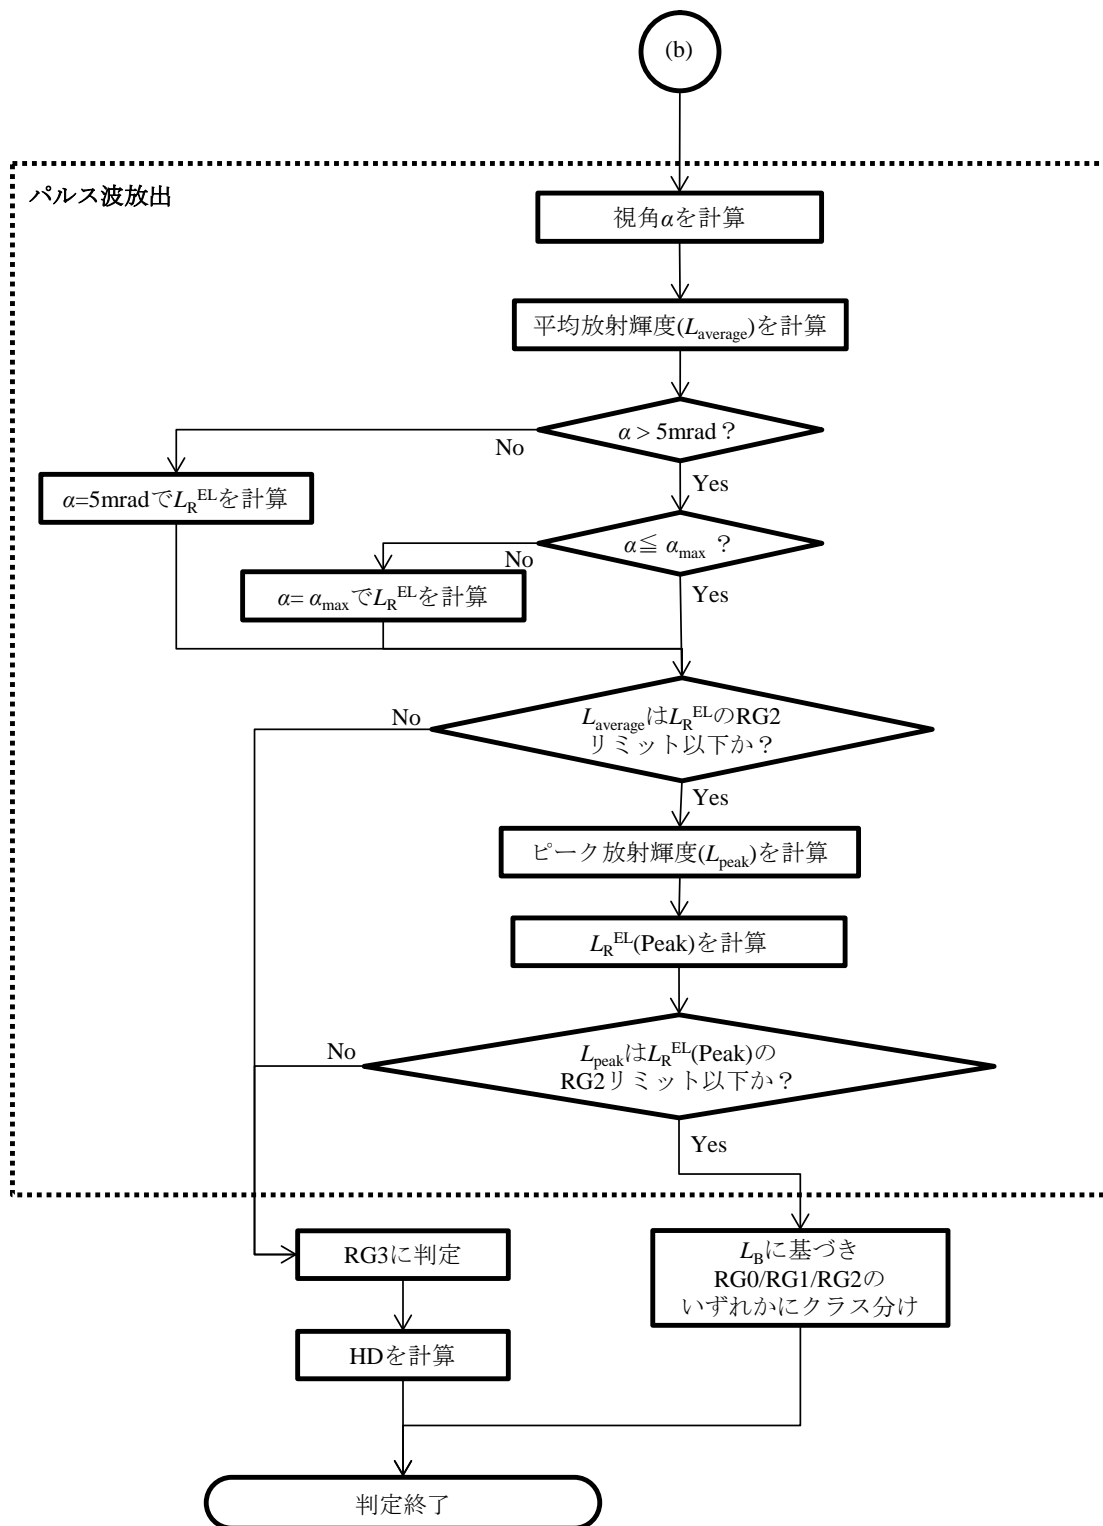 (b)
パルス波放出
視角αを計算
平均放射輝度(Laverage)を計算
α > 5mrad？
No
Yes
α=5mradでLR^ELを計算
α≦ αmax ？
No
Yes
α= αmaxでLR^ELを計算
LaverageはLR^ELのRG2
リミット以下か？
No
Yes
ピーク放射輝度(Lpeak)を計算
LR^EL(Peak)を計算
LpeakはLR^EL(Peak)の
RG2リミット以下か？
No
Yes
RG3に判定
LBに基づき
RG0/RG1/RG2の
いずれかにクラス分け
HDを計算
判定終了